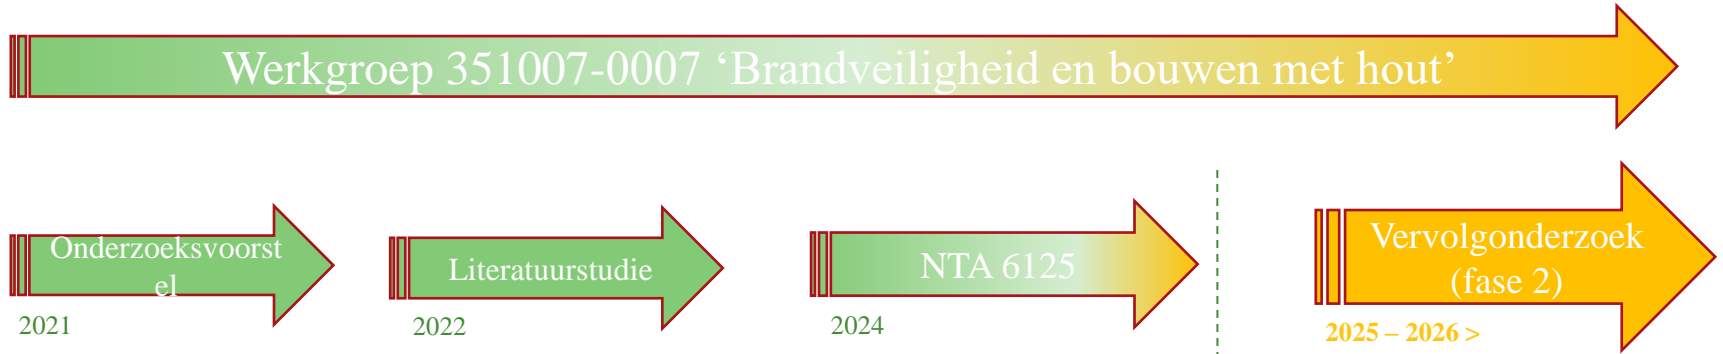 Werkgroep 351007-0007 ‘Brandveiligheid en bouwen met hout’
Onderzoeksvoorst
el
2021
Literatuurstudie
2022
NTA 6125
2024
Vervolgonderzoek
(fase 2)
2025 – 2026 >